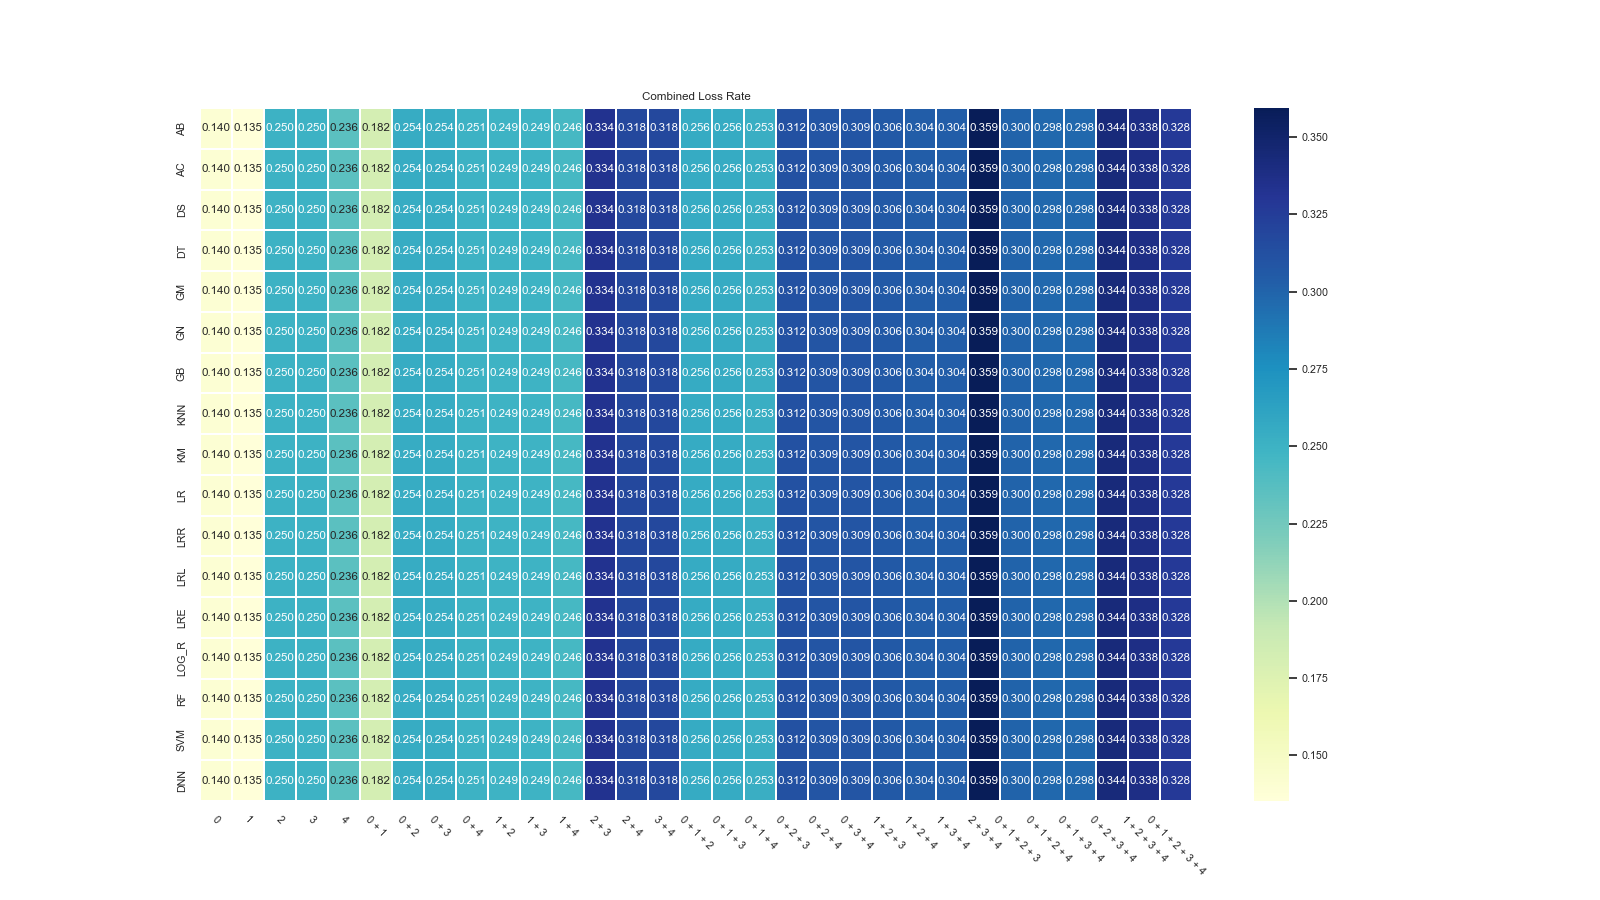 Combined Loss Rate
AB 0.140 0.135 0.250 0.250 0.236 0.182 0.254 0.254 0.251 0.249 0.249 0.246 0.334 0.318 0.318 0.256 0.256 0.253 0.312 0.309 0.309 0.306 0.304 0.304 0.359 0.300 0.298 0.298 0.344 0.338 0.328
AC 0.140 0.135 0.250 0.250 0.236 0.182 0.254 0.254 0.251 0.249 0.249 0.246 0.334 0.318 0.318 0.256 0.256 0.253 0.312 0.309 0.309 0.306 0.304 0.304 0.359 0.300 0.298 0.298 0.344 0.338 0.328
DS 0.140 0.135 0.250 0.250 0.236 0.182 0.254 0.254 0.251 0.249 0.249 0.246 0.334 0.318 0.318 0.256 0.256 0.253 0.312 0.309 0.309 0.306 0.304 0.304 0.359 0.300 0.298 0.298 0.344 0.338 0.328
DT 0.140 0.135 0.250 0.250 0.236 0.182 0.254 0.254 0.251 0.249 0.249 0.246 0.334 0.318 0.318 0.256 0.256 0.253 0.312 0.309 0.309 0.306 0.304 0.304 0.359 0.300 0.298 0.298 0.344 0.338 0.328
GM 0.140 0.135 0.250 0.250 0.236 0.182 0.254 0.254 0.251 0.249 0.249 0.246 0.334 0.318 0.318 0.256 0.256 0.253 0.312 0.309 0.309 0.306 0.304 0.304 0.359 0.300 0.298 0.298 0.344 0.338 0.328
GN 0.140 0.135 0.250 0.250 0.236 0.182 0.254 0.254 0.251 0.249 0.249 0.246 0.334 0.318 0.318 0.256 0.256 0.253 0.312 0.309 0.309 0.306 0.304 0.304 0.359 0.300 0.298 0.298 0.344 0.338 0.328
GB 0.140 0.135 0.250 0.250 0.236 0.182 0.254 0.254 0.251 0.249 0.249 0.246 0.334 0.318 0.318 0.256 0.256 0.253 0.312 0.309 0.309 0.306 0.304 0.304 0.359 0.300 0.298 0.298 0.344 0.338 0.328
KNN 0.140 0.135 0.250 0.250 0.236 0.182 0.254 0.254 0.251 0.249 0.249 0.246 0.334 0.318 0.318 0.256 0.256 0.253 0.312 0.309 0.309 0.306 0.304 0.304 0.359 0.300 0.298 0.298 0.344 0.338 0.328
KM 0.140 0.135 0.250 0.250 0.236 0.182 0.254 0.254 0.251 0.249 0.249 0.246 0.334 0.318 0.318 0.256 0.256 0.253 0.312 0.309 0.309 0.306 0.304 0.304 0.359 0.300 0.298 0.298 0.344 0.338 0.328
LR 0.140 0.135 0.250 0.250 0.236 0.182 0.254 0.254 0.251 0.249 0.249 0.246 0.334 0.318 0.318 0.256 0.256 0.253 0.312 0.309 0.309 0.306 0.304 0.304 0.359 0.300 0.298 0.298 0.344 0.338 0.328
LRR 0.140 0.135 0.250 0.250 0.236 0.182 0.254 0.254 0.251 0.249 0.249 0.246 0.334 0.318 0.318 0.256 0.256 0.253 0.312 0.309 0.309 0.306 0.304 0.304 0.359 0.300 0.298 0.298 0.344 0.338 0.328
LRL 0.140 0.135 0.250 0.250 0.236 0.182 0.254 0.254 0.251 0.249 0.249 0.246 0.334 0.318 0.318 0.256 0.256 0.253 0.312 0.309 0.309 0.306 0.304 0.304 0.359 0.300 0.298 0.298 0.344 0.338 0.328
LRE 0.140 0.135 0.250 0.250 0.236 0.182 0.254 0.254 0.251 0.249 0.249 0.246 0.334 0.318 0.318 0.256 0.256 0.253 0.312 0.309 0.309 0.306 0.304 0.304 0.359 0.300 0.298 0.298 0.344 0.338 0.328
LOG_R 0.140 0.135 0.250 0.250 0.236 0.182 0.254 0.254 0.251 0.249 0.249 0.246 0.334 0.318 0.318 0.256 0.256 0.253 0.312 0.309 0.309 0.306 0.304 0.304 0.359 0.300 0.298 0.298 0.344 0.338 0.328
RF 0.140 0.135 0.250 0.250 0.236 0.182 0.254 0.254 0.251 0.249 0.249 0.246 0.334 0.318 0.318 0.256 0.256 0.253 0.312 0.309 0.309 0.306 0.304 0.304 0.359 0.300 0.298 0.298 0.344 0.338 0.328
SVM 0.140 0.135 0.250 0.250 0.236 0.182 0.254 0.254 0.251 0.249 0.249 0.246 0.334 0.318 0.318 0.256 0.256 0.253 0.312 0.309 0.309 0.306 0.304 0.304 0.359 0.300 0.298 0.298 0.344 0.338 0.328
DNN 0.140 0.135 0.250 0.250 0.236 0.182 0.254 0.254 0.251 0.249 0.249 0.246 0.334 0.318 0.318 0.256 0.256 0.253 0.312 0.309 0.309 0.306 0.304 0.304 0.359 0.300 0.298 0.298 0.344 0.338 0.328
0
1
2
3
4
0 + 1
0 + 2
0 + 3
0 + 4
1 + 2
1 + 3
1 + 4
2 + 3
2 + 4
3 + 4
0 + 1 + 2
0 + 1 + 3
0 + 1 + 4
0 + 2 + 3
0 + 2 + 4
0 + 3 + 4
1 + 2 + 3
1 + 2 + 4
1 + 3 + 4
2 + 3 + 4
0 + 1 + 2 + 3
0 + 1 + 2 + 4
0 + 1 + 3 + 4
0 + 2 + 3 + 4
1 + 2 + 3 + 4
0 + 1 + 2 + 3 + 4
0.350
0.325
0.300
0.275
0.250
0.225
0.200
0.175
0.150